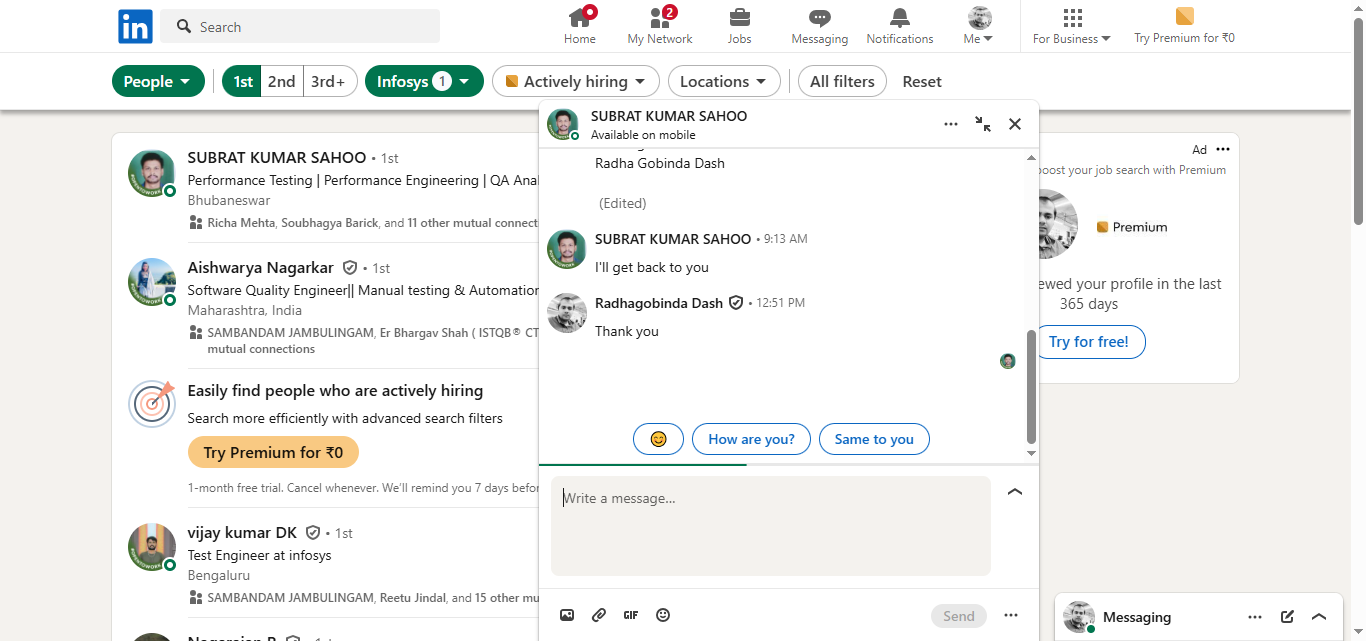 in
Search
Home
2
My Network
Jobs
Messaging
Notifications
Me
For Business
Try Premium for ₹0
People
1st
2nd
3rd+
Infosys 1
Actively hiring
Locations
All filters
Reset
SUBRAT KUMAR SAHOO • 1st
Performance Testing | Performance Engineering | QA Anal
Bhubaneswar
Richa Mehta, Soubhagya Barick, and 11 other mutual connect
Aishwarya Nagarkar • 1st
Software Quality Engineer|| Manual testing & Automation
Maharashtra, India
SAMBANDAM JAMBULINGAM, Er Bhargav Shah ( ISTQB® CT
mutual connections
Easily find people who are actively hiring
Search more efficiently with advanced search filters
Try Premium for ₹0
1-month free trial. Cancel whenever. We'll remind you 7 days befor
vijay kumar DK • 1st
Test Engineer at infosys
Bengaluru
SAMBANDAM JAMBULINGAM, Reetu Jindal, and 15 other mu
SUBRAT KUMAR SAHOO
Available on mobile
Radha Gobinda Dash
(Edited)
SUBRAT KUMAR SAHOO • 9:13 AM
I'll get back to you
Radhagobinda Dash • 12:51 PM
Thank you
How are you?
Same to you
Write a message...
GIF
Send
Ad
boost your job search with Premium
Premium
ewed your profile in the last
365 days
Try for free!
Messaging